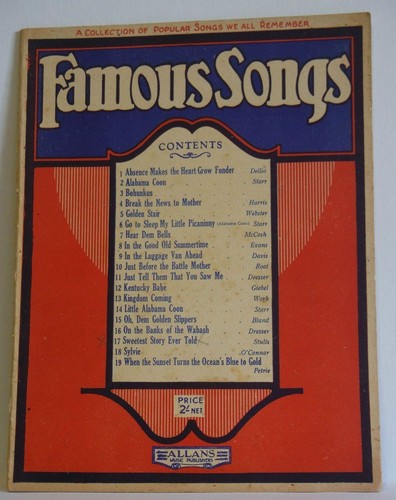 A COLLECTION OF POPULAR SONGS WE ALL REMEMBER
Famous Songs
CONTENTS
1 Absence Makes the Heart Grow Fonder Dellei
2 Alabama Coon Starr
3 Bohunkus
4 Break the News to Mother Harris
5 Golden Stair Webster
6 Go to Sleep My Little Picaninny (Alabama Coon) Starr
7 Hear Dem Bells McCosh
8 In the Good Old Summertime Evans
9 In the Luggage Van Ahead Davis
10 Just Before the Battle Mother Root
11 Just Tell Them That You Saw Me Dresser
12 Kentucky Babe Giebel
13 Kingdom Coming Work
14 Little Alabama Coon Starr
15 Oh, Dem Golden Slippers Bland
16 On the Banks of the Wabash Dresser
17 Sweetest Story Ever Told Stults
18 Sylvie O'Connor
19 When the Sunset Turns the Ocean's Blue to Gold
Petrie
PRICE
2/- NET
ALLANS
MUSIC PUBLISHERS